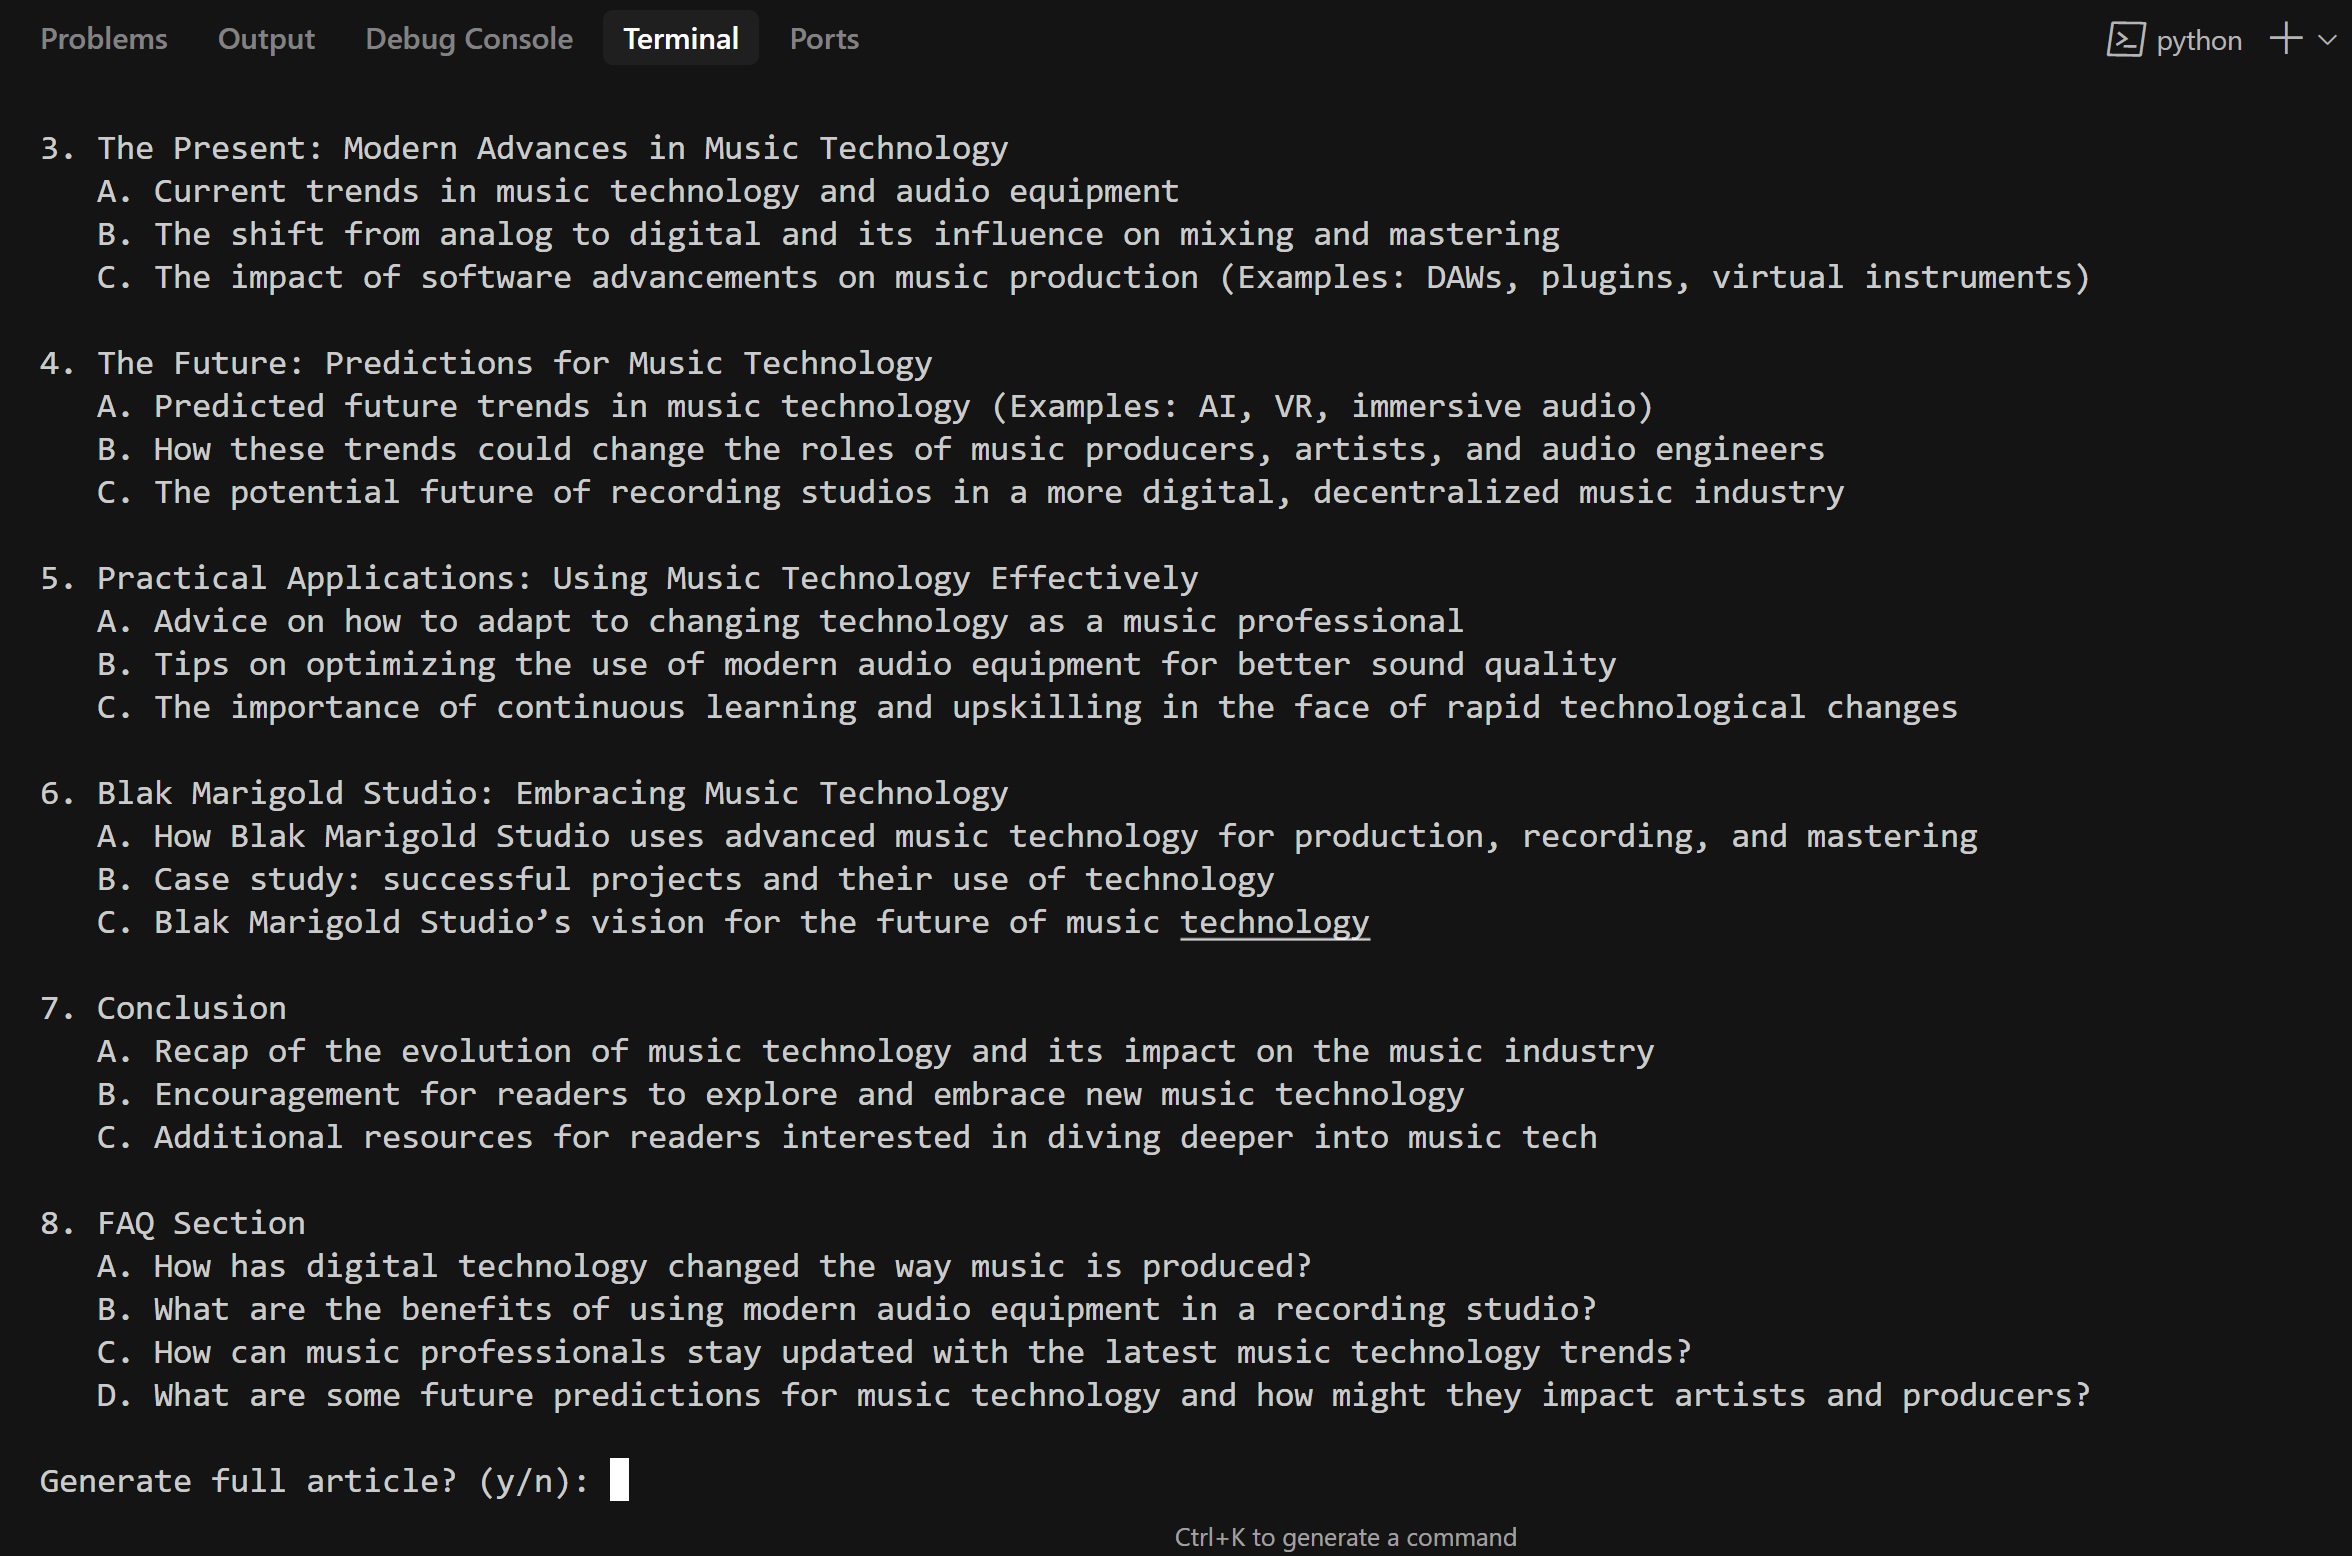 Problems Output Debug Console Terminal Ports python
3. The Present: Modern Advances in Music Technology
A. Current trends in music technology and audio equipment
B. The shift from analog to digital and its influence on mixing and mastering
C. The impact of software advancements on music production (Examples: DAWs, plugins, virtual instruments)
4. The Future: Predictions for Music Technology
A. Predicted future trends in music technology (Examples: AI, VR, immersive audio)
B. How these trends could change the roles of music producers, artists, and audio engineers
C. The potential future of recording studios in a more digital, decentralized music industry
5. Practical Applications: Using Music Technology Effectively
A. Advice on how to adapt to changing technology as a music professional
B. Tips on optimizing the use of modern audio equipment for better sound quality
C. The importance of continuous learning and upskilling in the face of rapid technological changes
6. Blak Marigold Studio: Embracing Music Technology
A. How Blak Marigold Studio uses advanced music technology for production, recording, and mastering
B. Case study: successful projects and their use of technology
C. Blak Marigold Studio’s vision for the future of music technology
7. Conclusion
A. Recap of the evolution of music technology and its impact on the music industry
B. Encouragement for readers to explore and embrace new music technology
C. Additional resources for readers interested in diving deeper into music tech
8. FAQ Section
A. How has digital technology changed the way music is produced?
B. What are the benefits of using modern audio equipment in a recording studio?
C. How can music professionals stay updated with the latest music technology trends?
D. What are some future predictions for music technology and how might they impact artists and producers?
Generate full article? (y/n):
Ctrl+K to generate a command